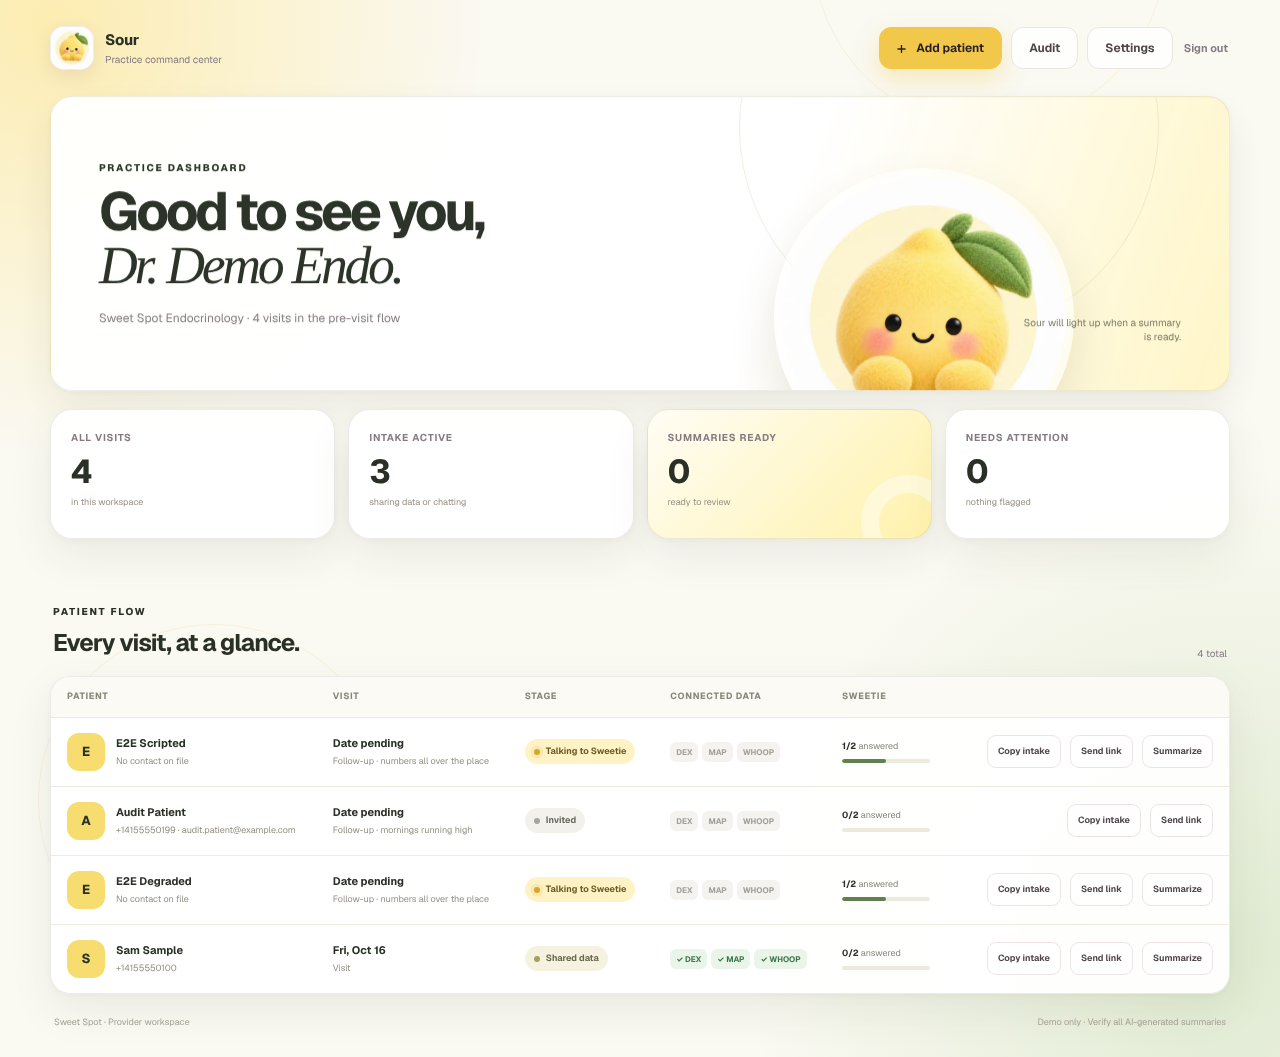 Sour
Practice command center
+ Add patient
Audit
Settings
Sign out
PRACTICE DASHBOARD
Good to see you,
Dr. Demo Endo.
Sweet Spot Endocrinology · 4 visits in the pre-visit flow
Sour will light up when a summary
is ready.
ALL VISITS
4
in this workspace
INTAKE ACTIVE
3
sharing data or chatting
SUMMARIES READY
0
ready to review
NEEDS ATTENTION
0
nothing flagged
PATIENT FLOW
Every visit, at a glance.
4 total
PATIENT VISIT STAGE CONNECTED DATA SWEETIE
E
E2E Scripted
No contact on file
Date pending
Follow-up · numbers all over the place
Talking to Sweetie
DEX MAP WHOOP
1/2 answered
Copy intake Send link Summarize
A
Audit Patient
+14155550199 · audit.patient@example.com
Date pending
Follow-up · mornings running high
Invited
DEX MAP WHOOP
0/2 answered
Copy intake Send link
E
E2E Degraded
No contact on file
Date pending
Follow-up · numbers all over the place
Talking to Sweetie
DEX MAP WHOOP
1/2 answered
Copy intake Send link Summarize
S
Sam Sample
+14155550100
Fri, Oct 16
Visit
Shared data
✓ DEX ✓ MAP ✓ WHOOP
0/2 answered
Copy intake Send link Summarize
Sweet Spot · Provider workspace
Demo only · Verify all AI-generated summaries